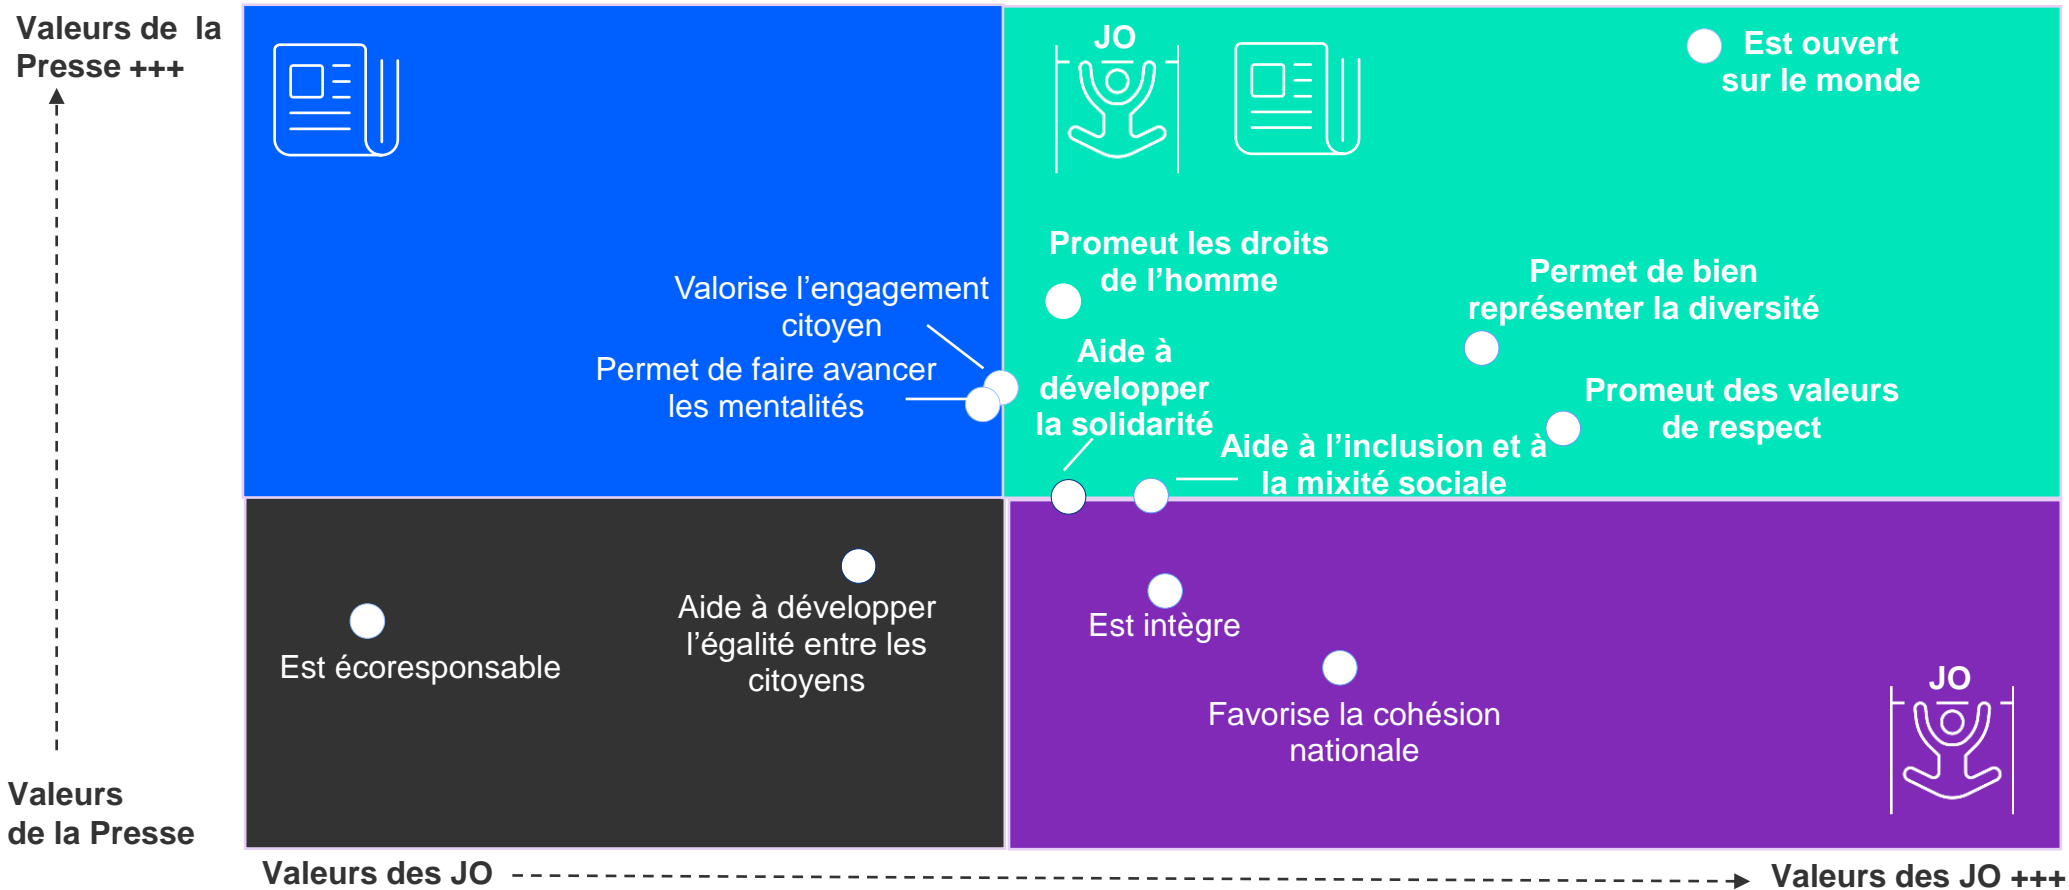 Valeurs de la
Presse +++
JO
Est ouvert
sur le monde
Promeut les droits
de l’homme
Valorise l’engagement
citoyen
Permet de bien
représenter la diversité
Permet de faire avancer
les mentalités
Aide à
développer
la solidarité
Promeut des valeurs
de respect
Aide à l’inclusion et à
la mixité sociale
Est écoresponsable
Aide à développer
l’égalité entre les
citoyens
Est intègre
Favorise la cohésion
nationale
JO
Valeurs
de la Presse
Valeurs des JO
Valeurs des JO +++